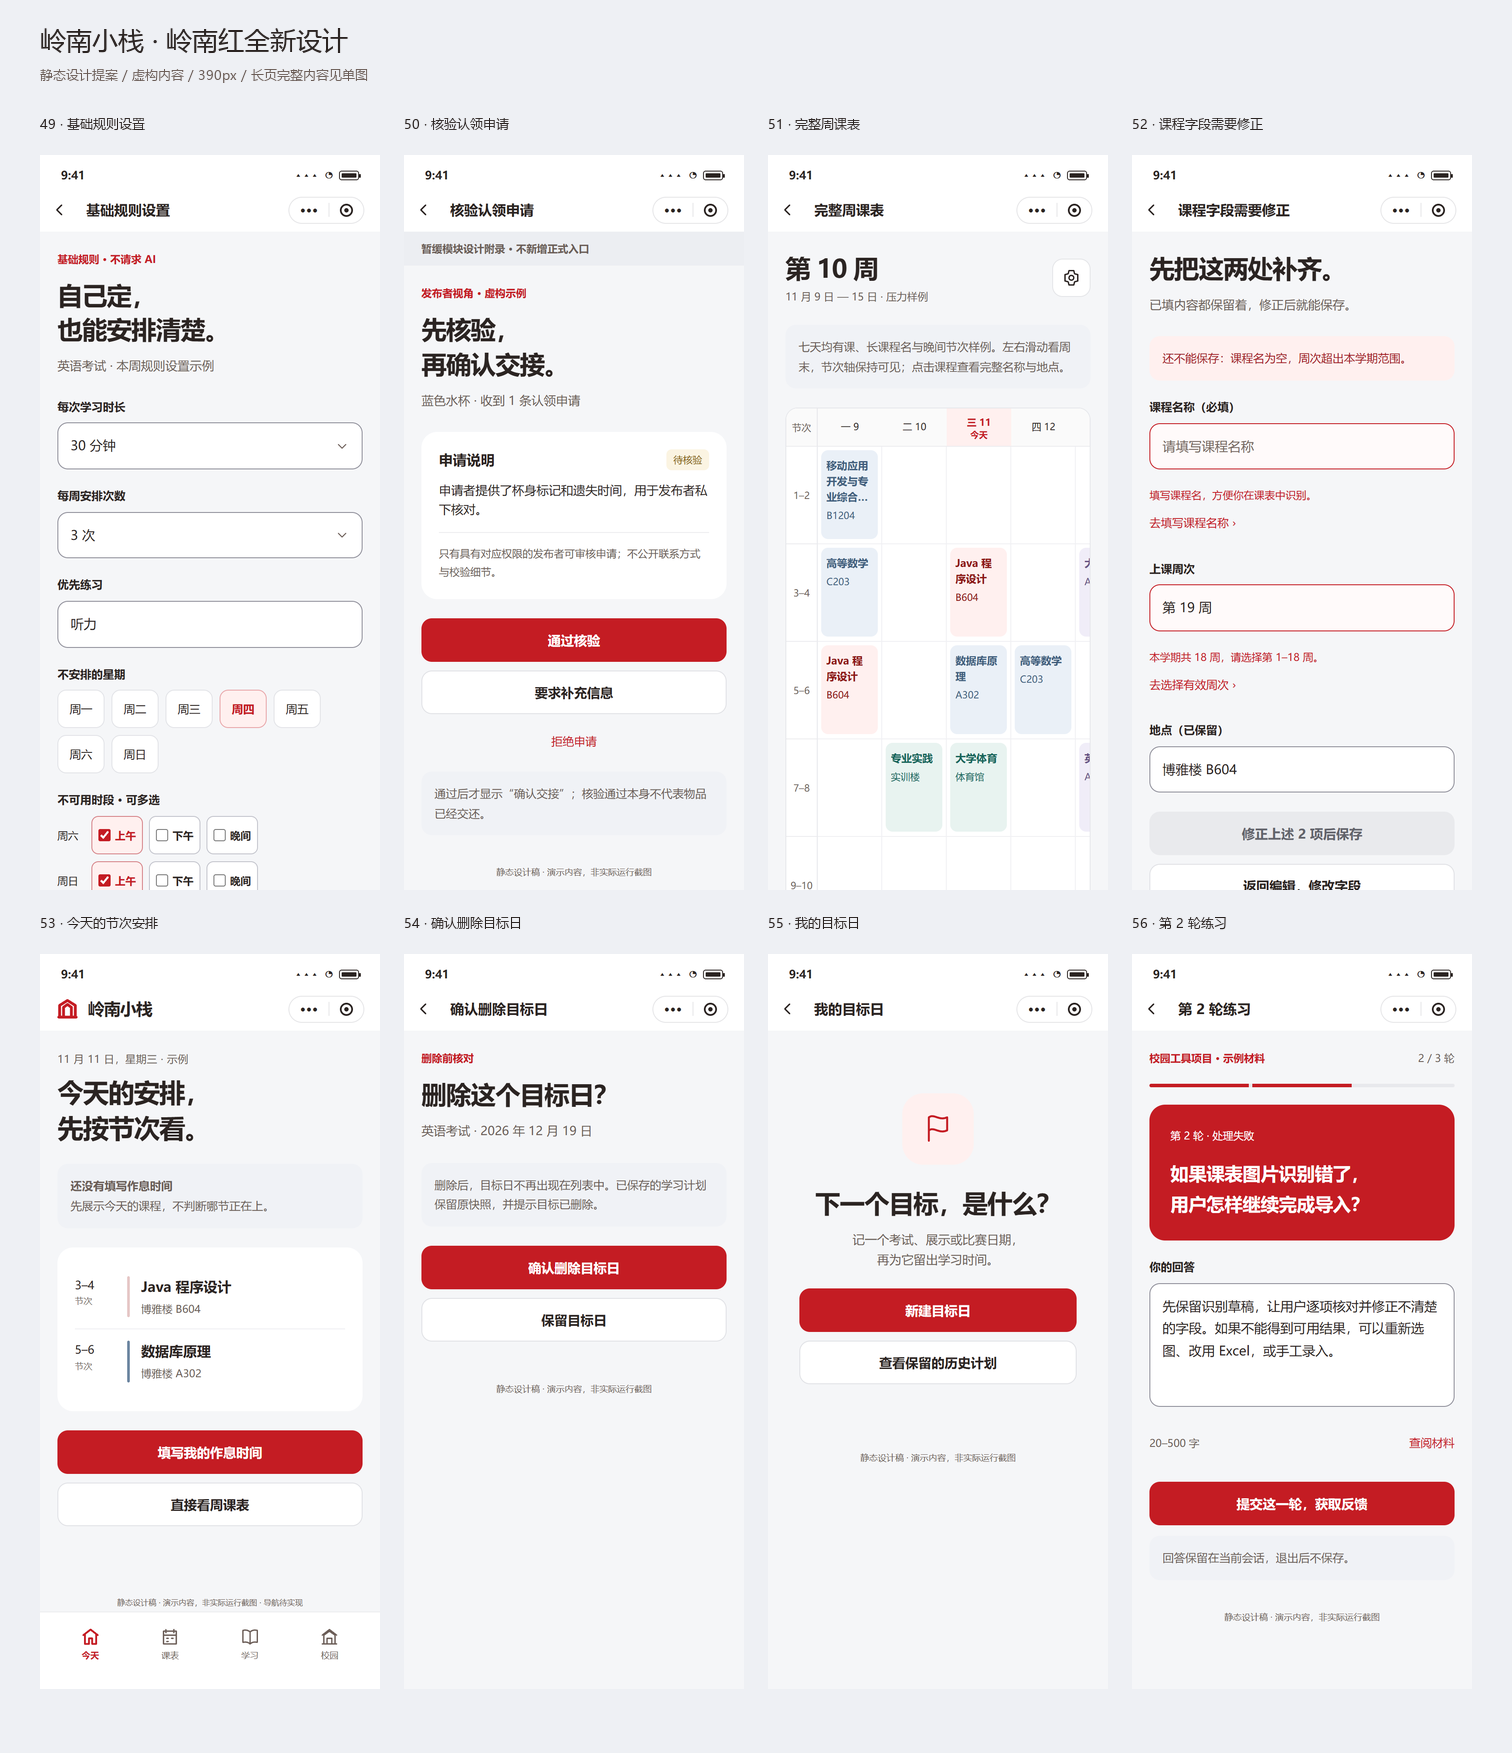 岭南小栈 · 岭南红全新设计
静态设计提案 / 虚构内容 / 390px / 长页完整内容见单图
49 · 基础规则设置
9:41
基础规则设置
基础规则 • 不请求 AI
自己定，
也能安排清楚。
英语考试 · 本周规则设置示例
每次学习时长
30 分钟
每周安排次数
3 次
优先练习
听力
不安排的星期
周一 周二 周三 周四 周五
周六 周日
不可用时段 • 可多选
周六 上午 下午 晚间
周日 上午 下午 晚间
50 · 核验认领申请
9:41
核验认领申请
暂缓模块设计附录 • 不新增正式入口
发布者视角 • 虚构示例
先核验，
再确认交接。
蓝色水杯 · 收到 1 条认领申请
申请说明 待核验
申请者提供了杯身标记和遗失时间，用于发布者私
下核对。
只有具有对应权限的发布者可审核申请；不公开联系方式
与校验细节。
通过核验
要求补充信息
拒绝申请
通过后才显示“确认交接”；核验通过本身不代表物品
已经交还。
静态设计稿 · 演示内容，非实际运行截图
51 · 完整周课表
9:41
完整周课表
第 10 周
11 月 9 日 — 15 日 · 压力样例
七天均有课、长课程名与晚间节次样例。左右滑动看周
末，节次轴保持可见；点击课程查看完整名称与地点。
节次 一 9 二 10 三 11 四 12
今天
1–2
移动应用
开发与专
业综合…
B1204
3–4
高等数学
C203
Java 程
序设计
B604
5–6
Java 程
序设计
B604
数据库原
理
A302
高等数学
C203
7–8
专业实践
实训楼
大学体育
体育馆
9–10
52 · 课程字段需要修正
9:41
课程字段需要修正
先把这两处补齐。
已填内容都保留着，修正后就能保存。
还不能保存：课程名为空，周次超出本学期范围。
课程名称（必填）
请填写课程名称
填写课程名，方便你在课表中识别。
去填写课程名称 ›
上课周次
第 19 周
本学期共 18 周，请选择第 1–18 周。
去选择有效周次 ›
地点（已保留）
博雅楼 B604
修正上述 2 项后保存
返回编辑，修改字段
53 · 今天的节次安排
9:41
岭南小栈
11 月 11 日，星期三 · 示例
今天的安排，
先按节次看。
还没有填写作息时间
先展示今天的课程，不判断哪节正在上。
3–4
节次
Java 程序设计
博雅楼 B604
5–6
节次
数据库原理
博雅楼 A302
填写我的作息时间
直接看周课表
静态设计稿 · 演示内容，非实际运行截图 · 导航待实现
今天 课表 学习 校园
54 · 确认删除目标日
9:41
确认删除目标日
删除前核对
删除这个目标日？
英语考试 · 2026 年 12 月 19 日
删除后，目标日不再出现在列表中。已保存的学习计划
保留原快照，并提示目标已删除。
确认删除目标日
保留目标日
静态设计稿 · 演示内容，非实际运行截图
55 · 我的目标日
9:41
我的目标日
下一个目标，是什么？
记一个考试、展示或比赛日期，
再为它留出学习时间。
新建目标日
查看保留的历史计划
静态设计稿 · 演示内容，非实际运行截图
56 · 第 2 轮练习
9:41
第 2 轮练习
校园工具项目 • 示例材料 2 / 3 轮
第 2 轮 · 处理失败
如果课表图片识别错了，
用户怎样继续完成导入？
你的回答
先保留识别草稿，让用户逐项核对并修正不清楚
的字段。如果不能得到可用结果，可以重新选
图、改用 Excel，或手工录入。
20–500 字 查阅材料
提交这一轮，获取反馈
回答保留在当前会话，退出后不保存。
静态设计稿 · 演示内容，非实际运行截图